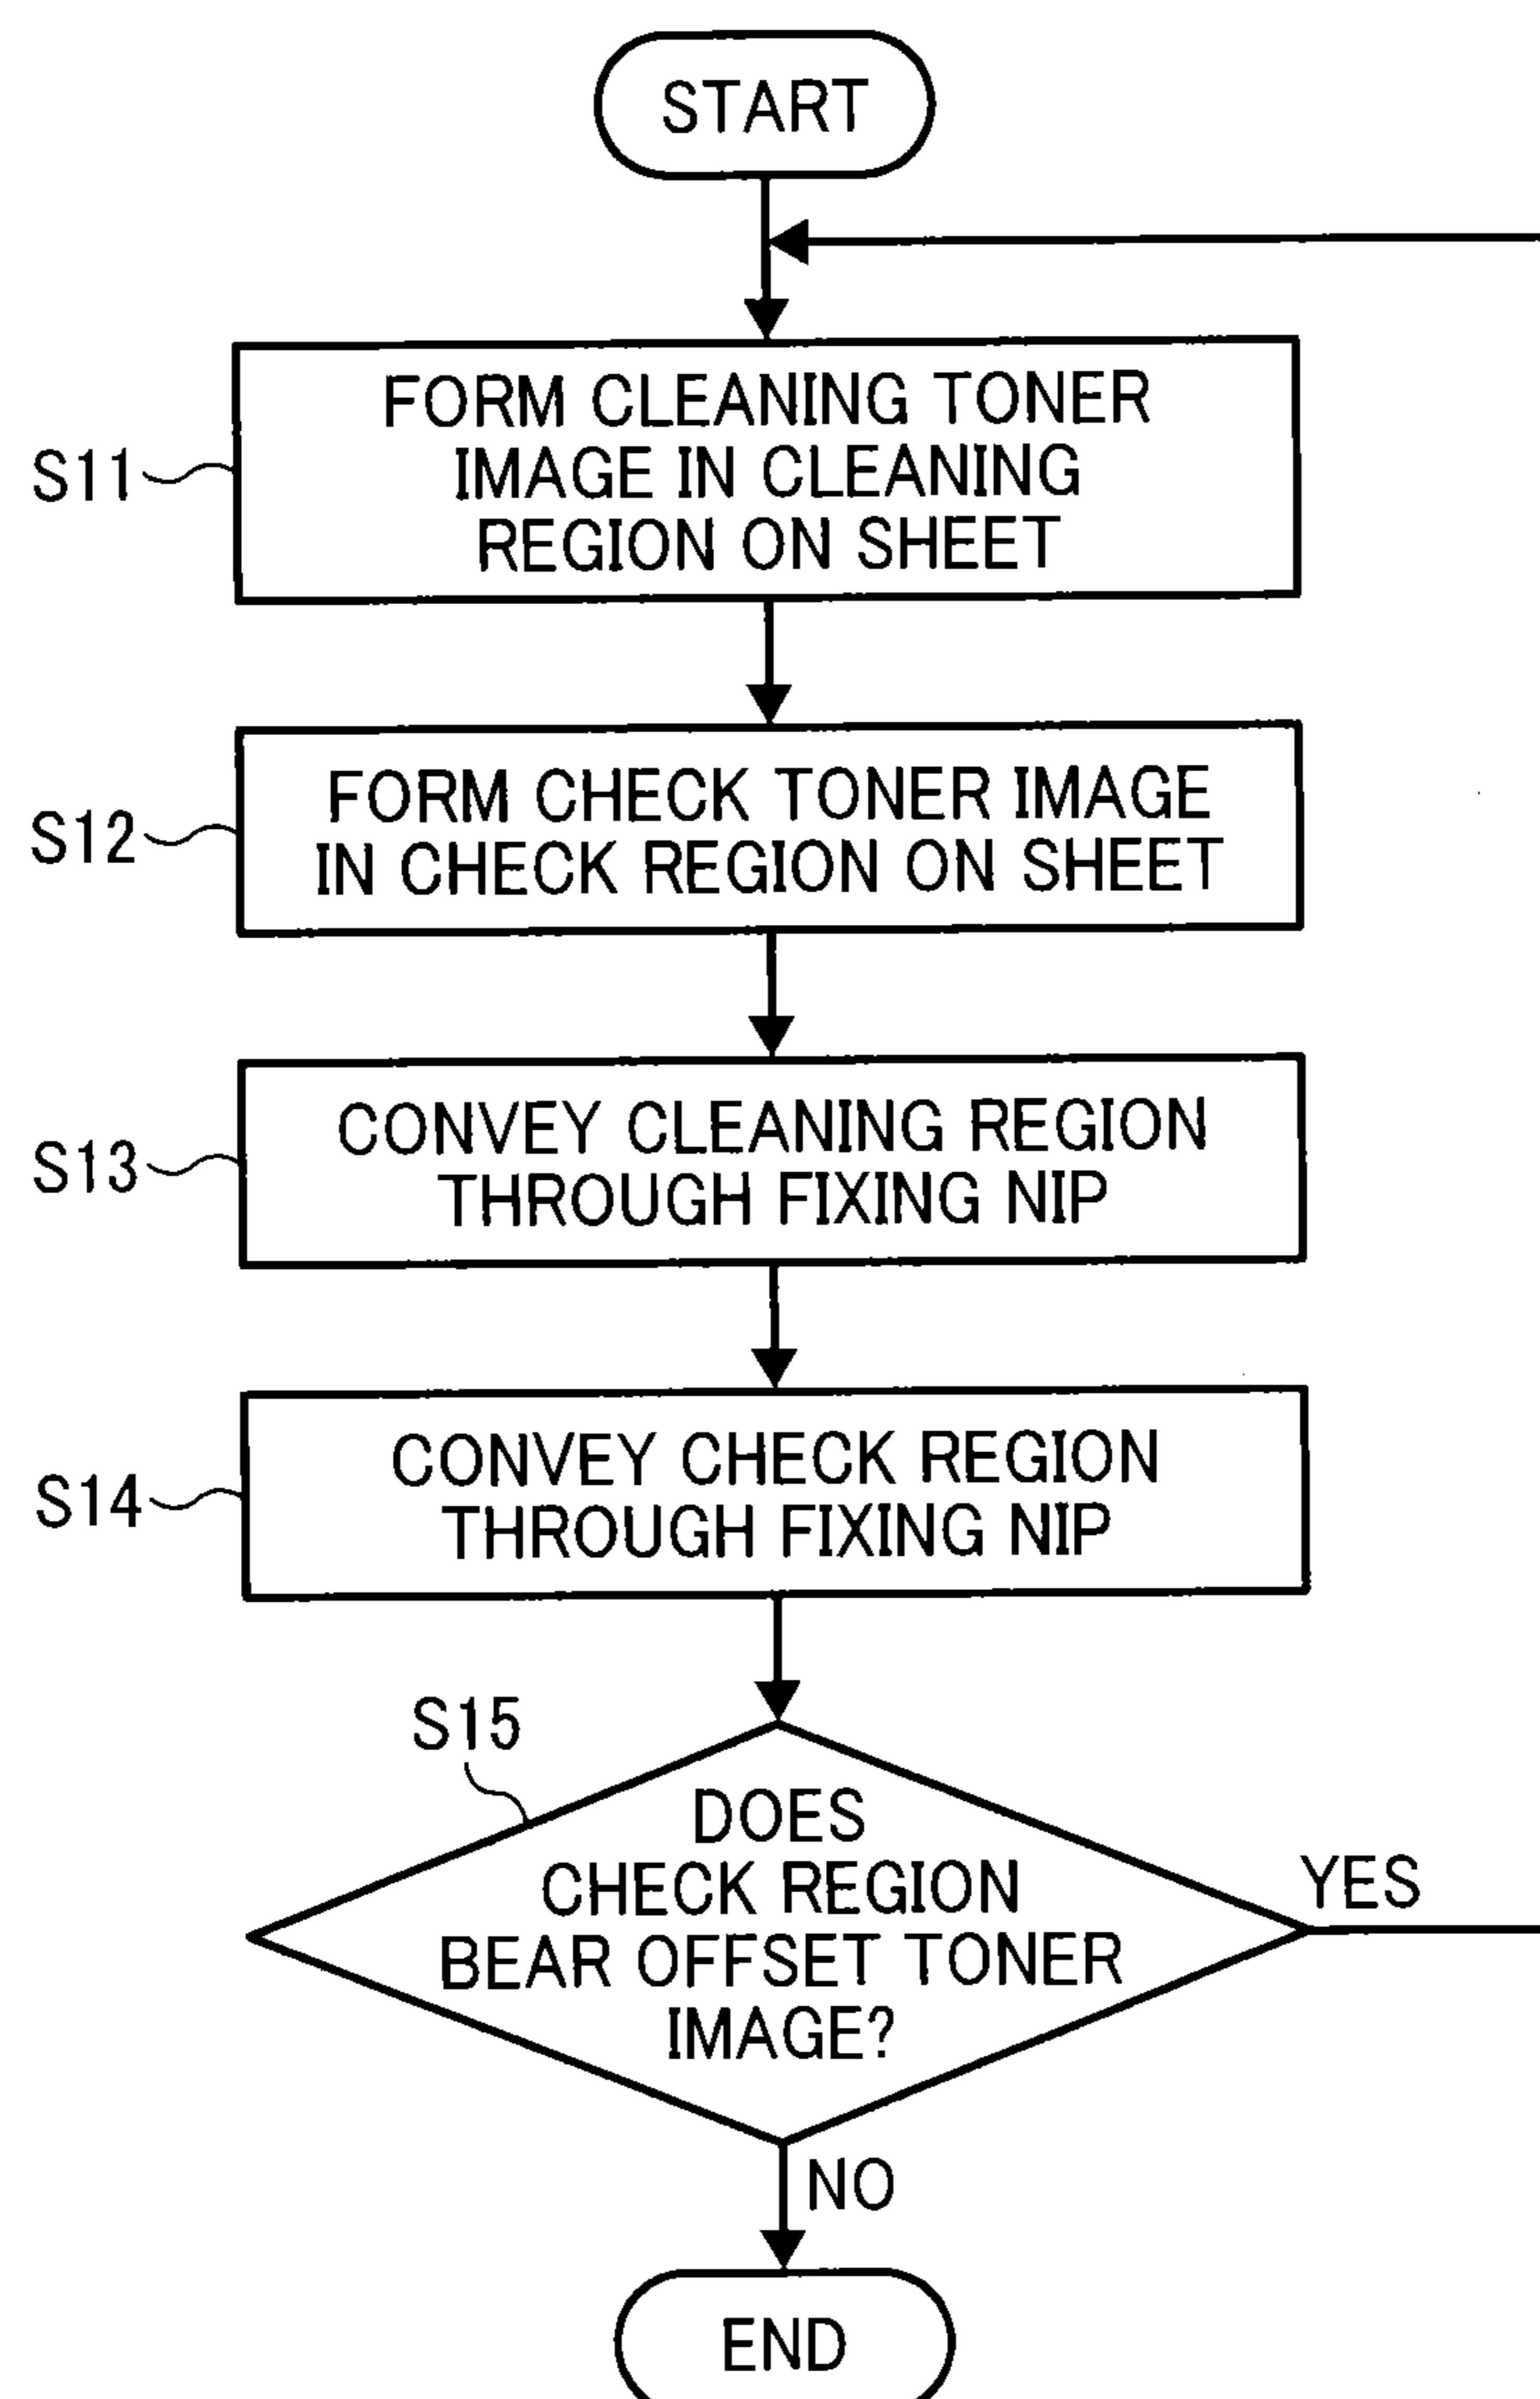 START
S11
FORM CLEANING TONER
IMAGE IN CLEANING
REGION ON SHEET
S12
FORM CHECK TONER IMAGE
IN CHECK REGION ON SHEET
S13
CONVEY CLEANING REGION
THROUGH FIXING NIP
S14
CONVEY CHECK REGION
THROUGH FIXING NIP
S15
DOES
CHECK REGION
BEAR OFFSET TONER
IMAGE?
YES
NO
END